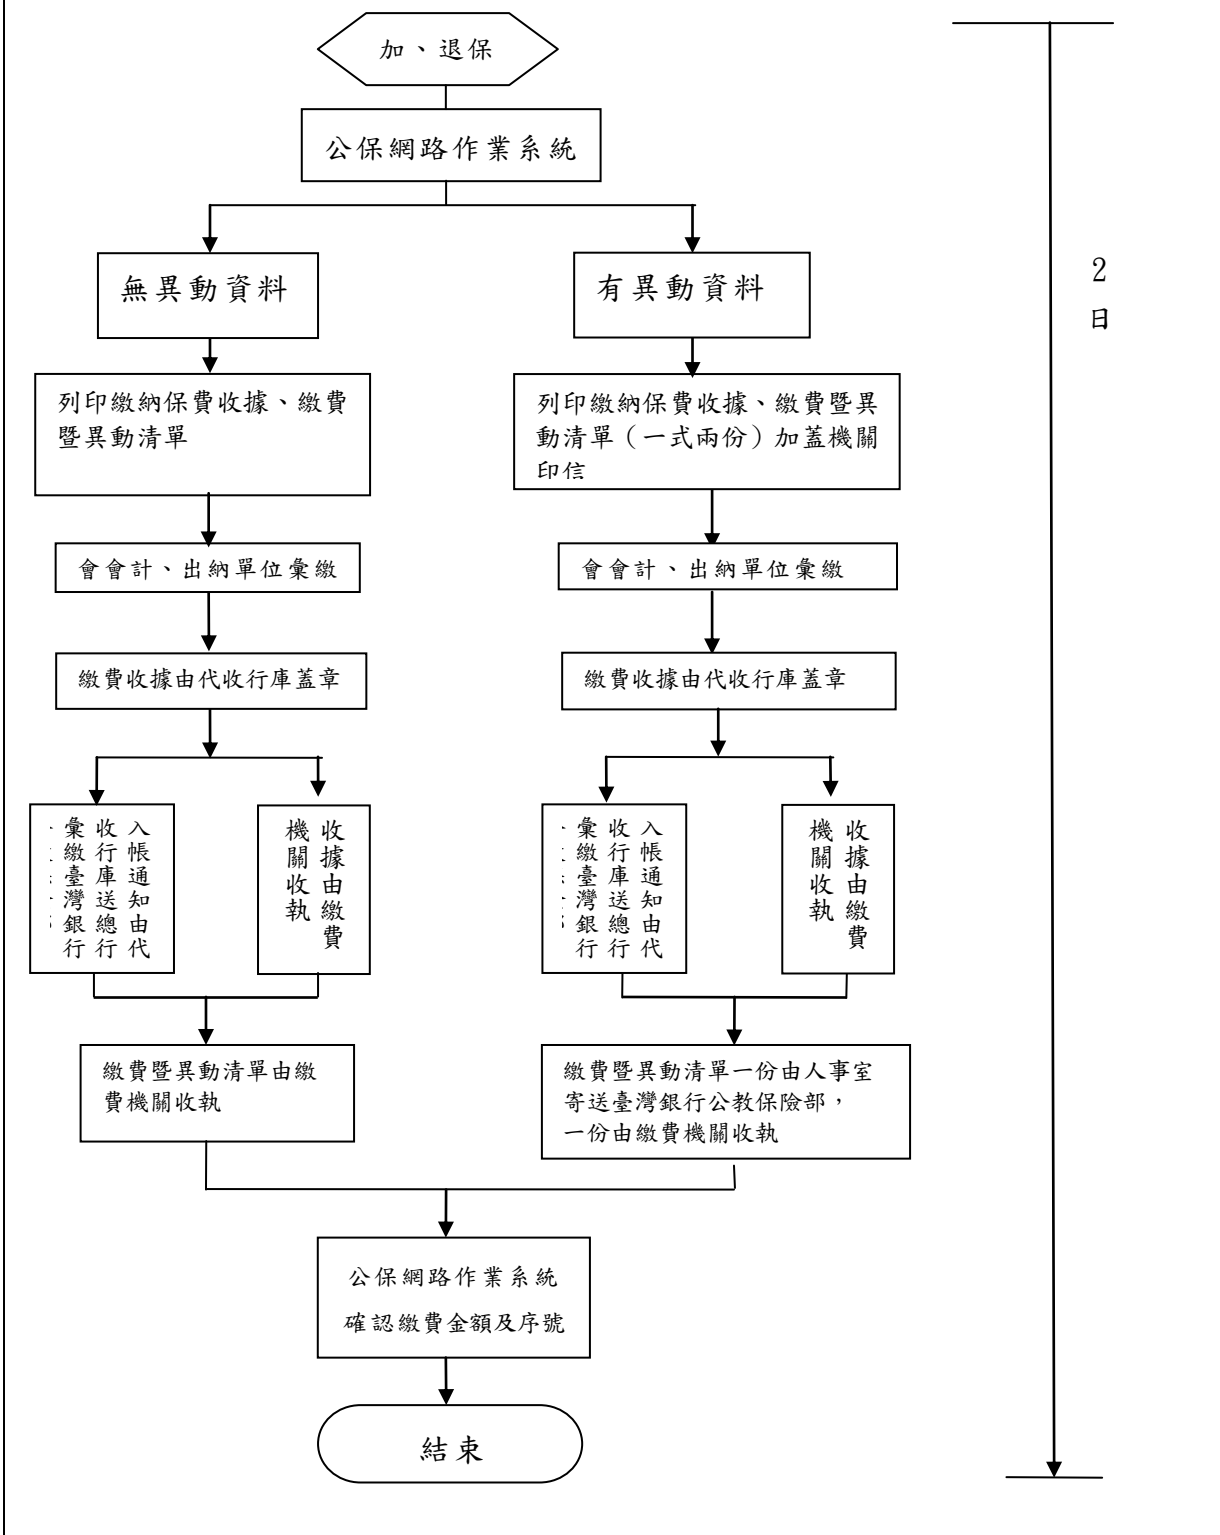 加、退保
公保網路作業系統
2
日
無異動資料
有異動資料
列印繳納保費收據、繳費
暨異動清單
列印繳納保費收據、繳費暨異
動清單（一式兩份）加蓋機關
印信
會會計、出納單位彙繳
會會計、出納單位彙繳
繳費收據由代收行庫蓋章
繳費收據由代收行庫蓋章
入帳通知由代
收行庫送總行
彙繳臺灣銀行
收據由繳費
機關收執
入帳通知由代
收行庫送總行
彙繳臺灣銀行
收據由繳費
機關收執
繳費暨異動清單由繳
費機關收執
繳費暨異動清單一份由人事室
寄送臺灣銀行公教保險部，
一份由繳費機關收執
公保網路作業系統
確認繳費金額及序號
結束